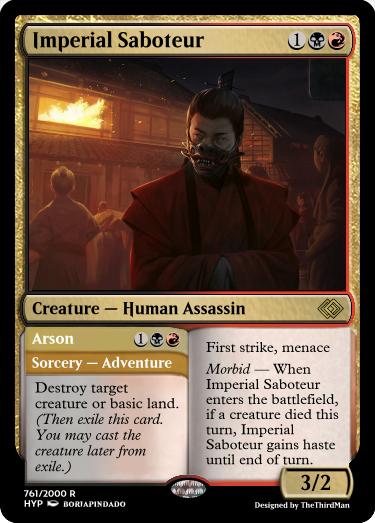 Imperial Saboteur 1
Creature — Human Assassin
Arson 1
Sorcery — Adventure
Destroy target
creature or basic land.
(Then exile this card.
You may cast the
creature later from
exile.)
First strike, menace
Morbid — When
Imperial Saboteur
enters the battlefield,
if a creature died this
turn, Imperial
Saboteur gains haste
until end of turn.
3/2
761/2000 R
HYP BORJAPINDADO
Designed by TheThirdMan